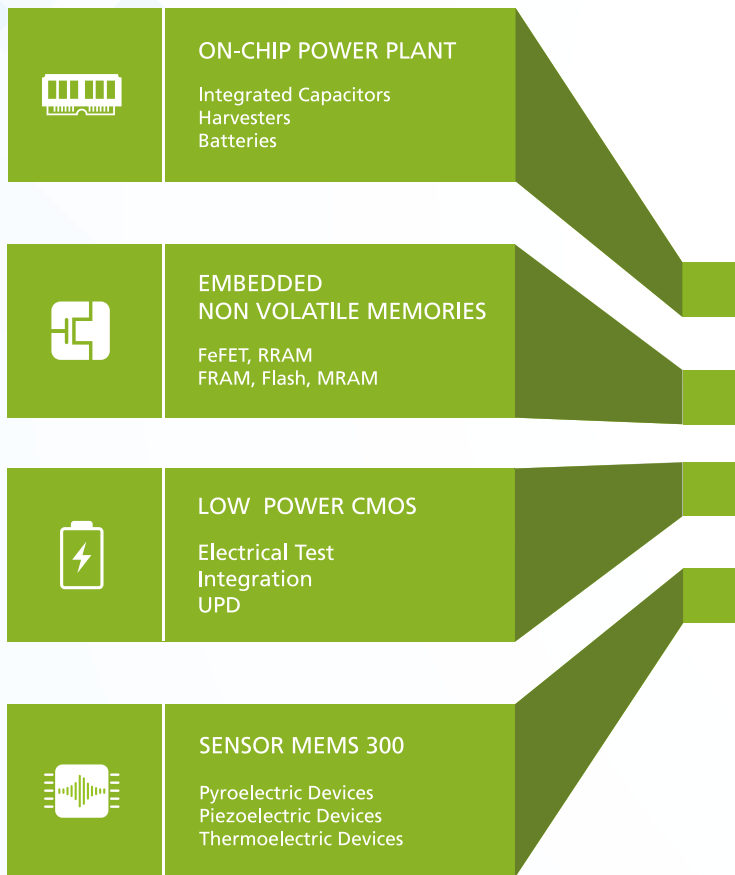 ON-CHIP POWER PLANT
Integrated Capacitors
Harvesters
Batteries
EMBEDDED
NON VOLATILE MEMORIES
FeFET, RRAM
FRAM, Flash, MRAM
LOW POWER CMOS
Electrical Test
Integration
UPD
SENSOR MEMS 300
Pyroelectric Devices
Piezoelectric Devices
Thermoelectric Devices